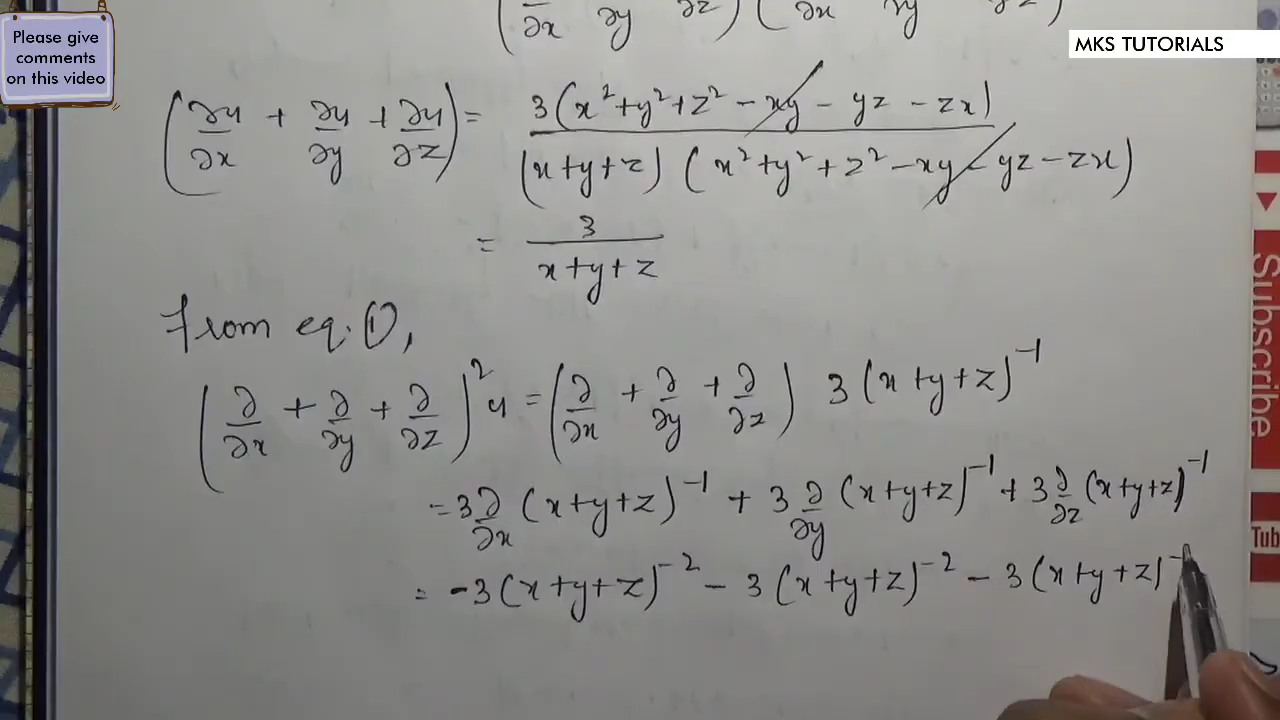 Please give
comments
on this video
MKS TUTORIALS
( ∂x ∂y ∂z ) ( ∂x ∂y ∂z )
(∂u/∂x + ∂u/∂y + ∂u/∂z) = 3(x²+y²+z² - xy - yz - zx) / (x+y+z) (x²+y²+z² - xy - yz - zx)
= 3 / x+y+z
From eq. ①,
(∂/∂x + ∂/∂y + ∂/∂z)² u = (∂/∂x + ∂/∂y + ∂/∂z) 3 (x+y+z)⁻¹
= 3 ∂/∂x (x+y+z)⁻¹ + 3 ∂/∂y (x+y+z)⁻¹ + 3 ∂/∂z (x+y+z)⁻¹
= -3(x+y+z)⁻² - 3(x+y+z)⁻² - 3(x+y+z)⁻
Subscribe
Tub